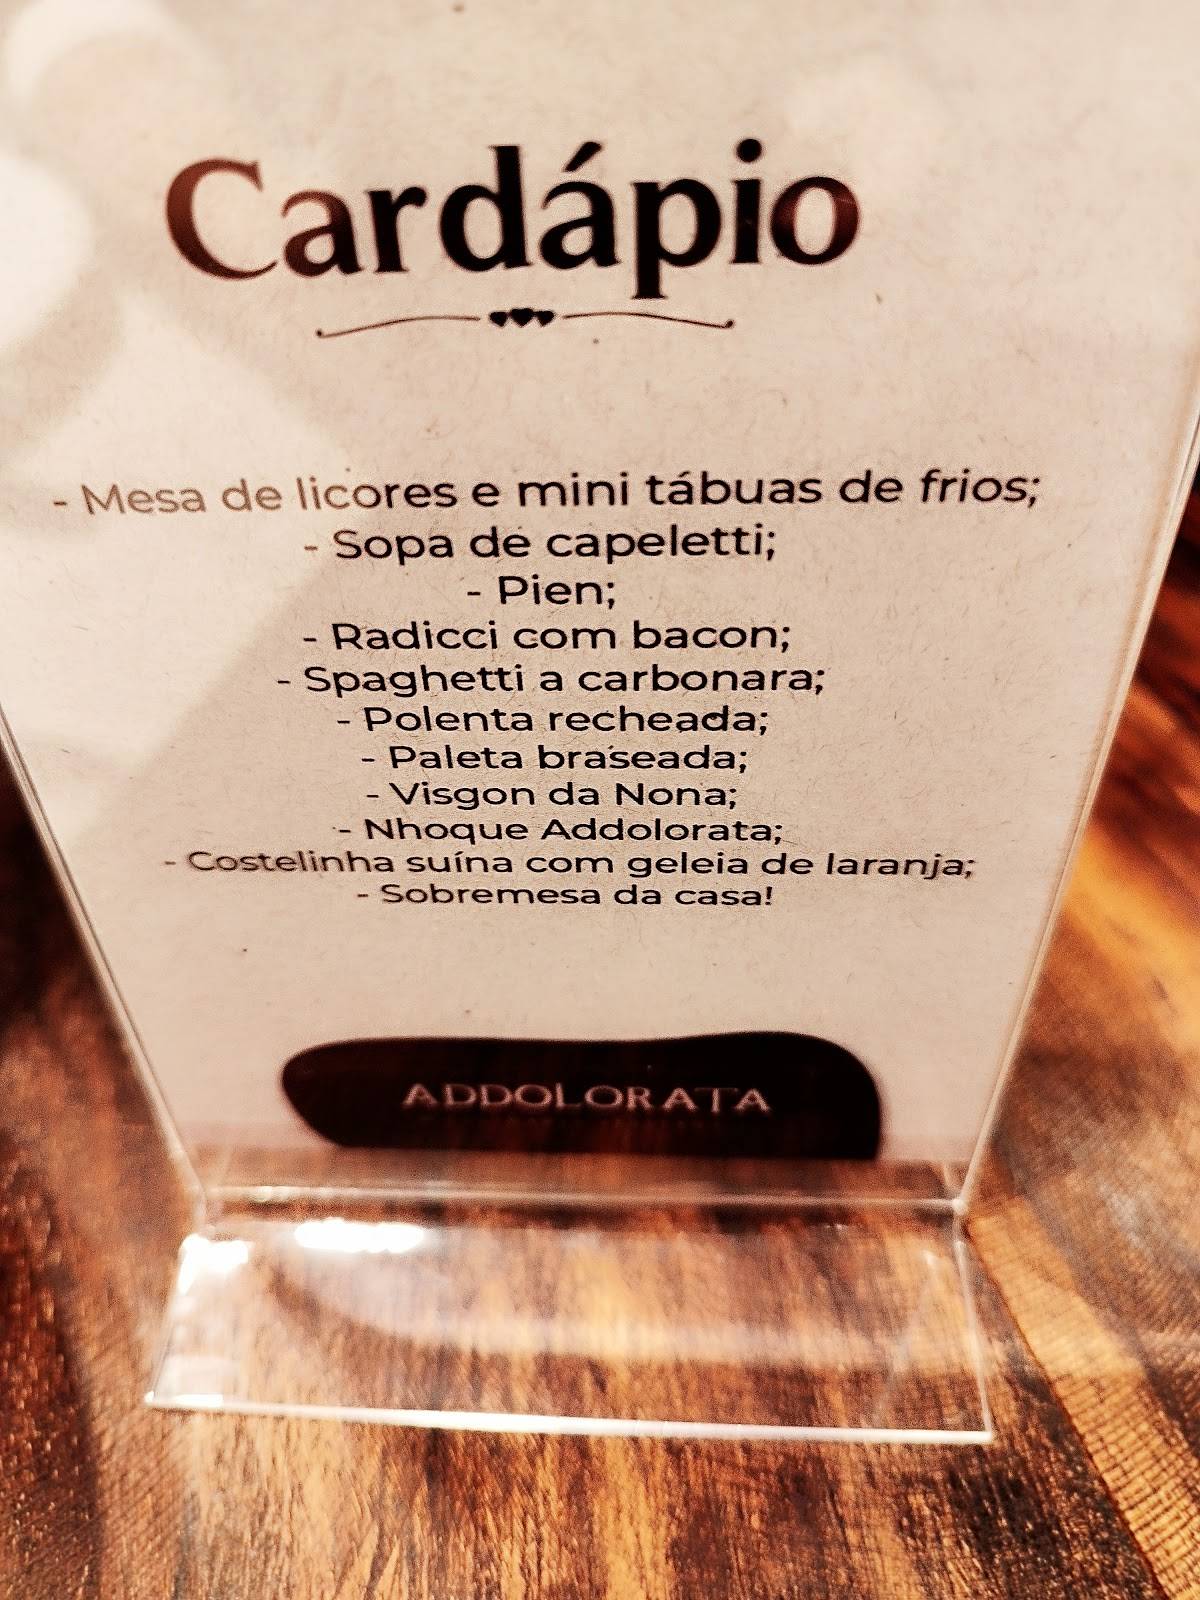 Cardápio
- Mesa de licores e mini tábuas de frios;
- Sopa de capeletti;
- Pien;
- Radicci com bacon;
- Spaghetti a carbonara;
- Polenta recheada;
- Paleta braseada;
- Visgon da Nona;
- Nhoque Addolorata;
- Costelinha suína com geleia de laranja;
- Sobremesa da casa!
ADDOLORATA